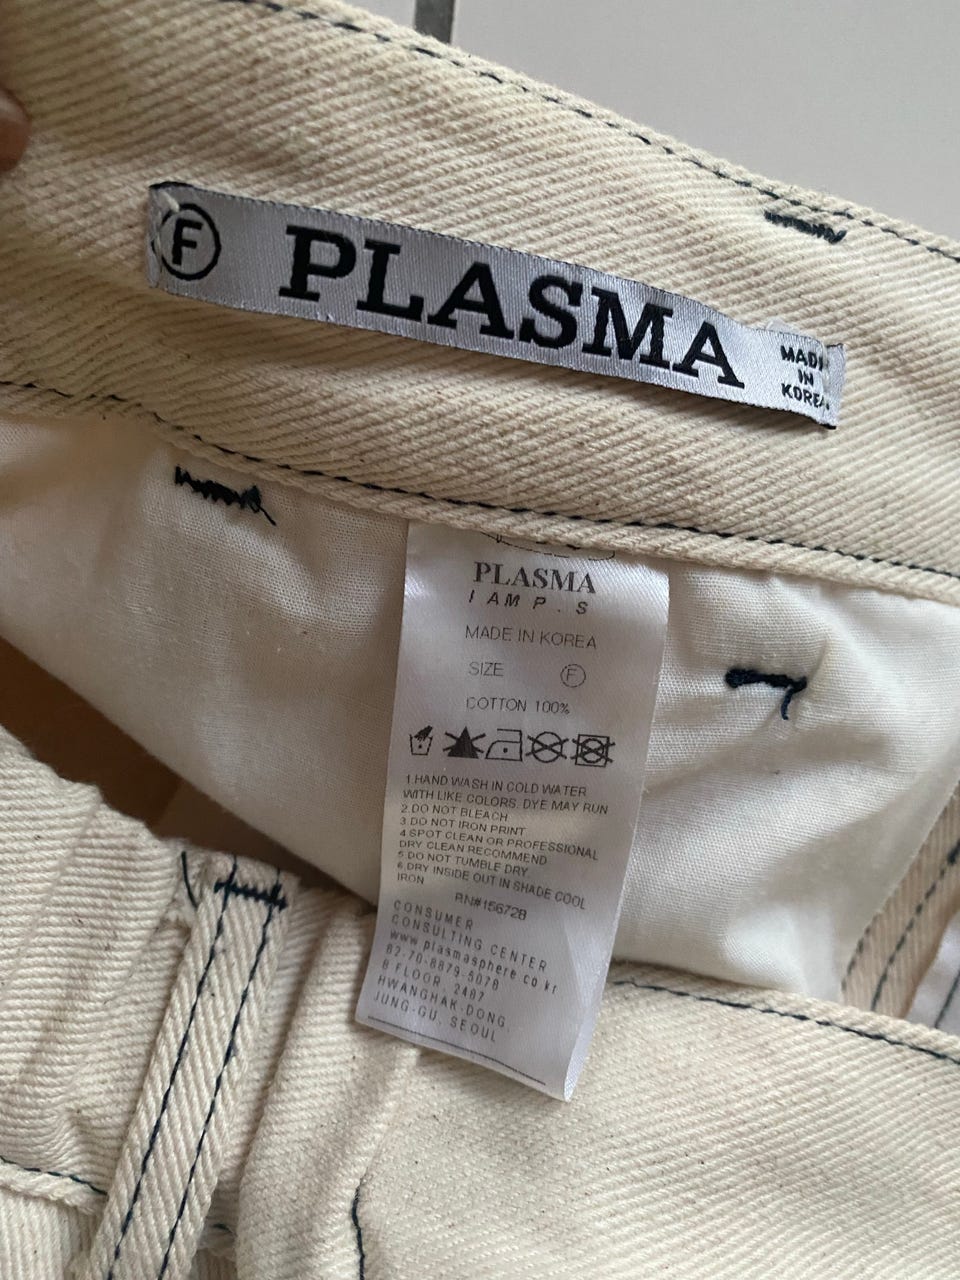 F PLASMA
MADE
IN
KOREA
PLASMA
I AM P. S
MADE IN KOREA
SIZE F
COTTON 100%
1.HAND WASH IN COLD WATER
WITH LIKE COLORS. DYE MAY RUN
2.DO NOT BLEACH
3.DO NOT IRON PRINT
4.SPOT CLEAN OR PROFESSIONAL
DRY CLEAN RECOMMEND
5.DO NOT TUMBLE DRY.
6.DRY INSIDE OUT IN SHADE COOL
IRON
RN#156728
CONSUMER
CONSULTING CENTER
www.plasmasphere.co.kr
82-70-8879-5078
8 FLOOR, 2487
HWANGHAK-DONG,
JUNG-GU, SEOUL